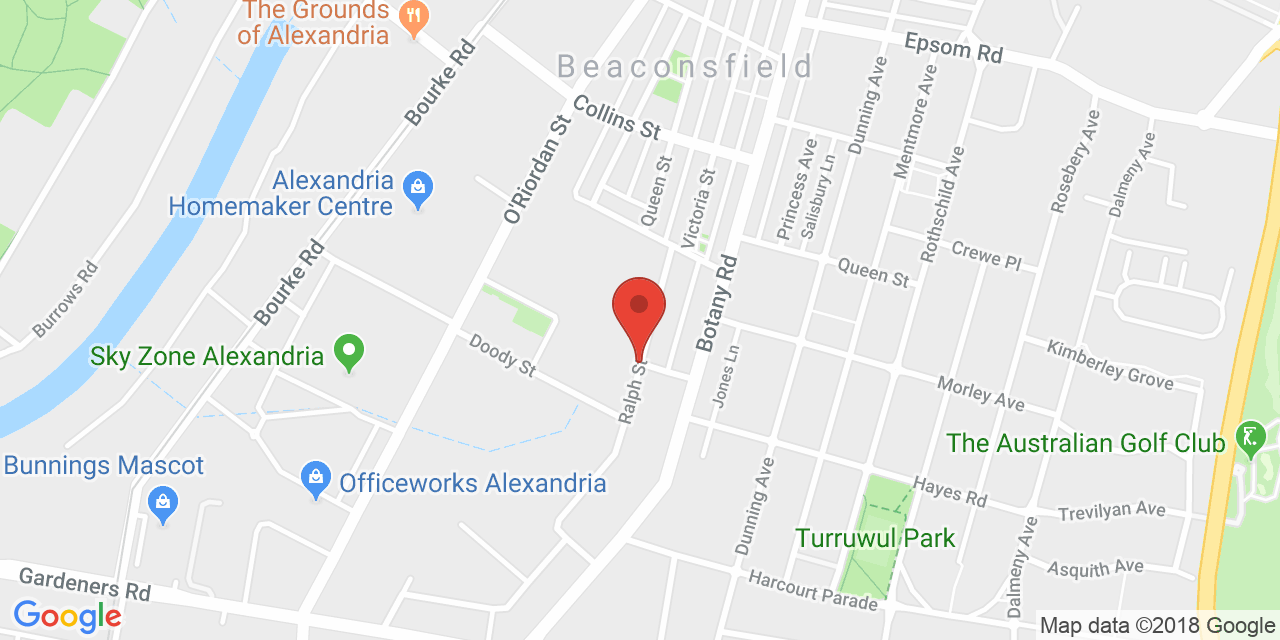 The Grounds
of Alexandria
Bourke Rd
Beaconsfield
Epsom Rd
Collins St
O'Riordan St
Dunning Ave
Mentmore Ave
Rosebery Ave
Dalmeny Ave
Alexandria
Homemaker Centre
Queen St
Victoria St
Princess Ave
Salisbury Ln
Rothschild Ave
Crewe Pl
Queen St
Burrows Rd
Bourke Rd
Botany Rd
Sky Zone Alexandria
Doody St
Ralph St
Jones Ln
Kimberley Grove
Morley Ave
The Australian Golf Club
Bunnings Mascot
Officeworks Alexandria
Hayes Rd
Trevilyan Ave
Dunning Ave
Turruwul Park
Dalmeny Ave
Asquith Ave
Gardeners Rd
Harcourt Parade
Google
Map data ©2018 Google